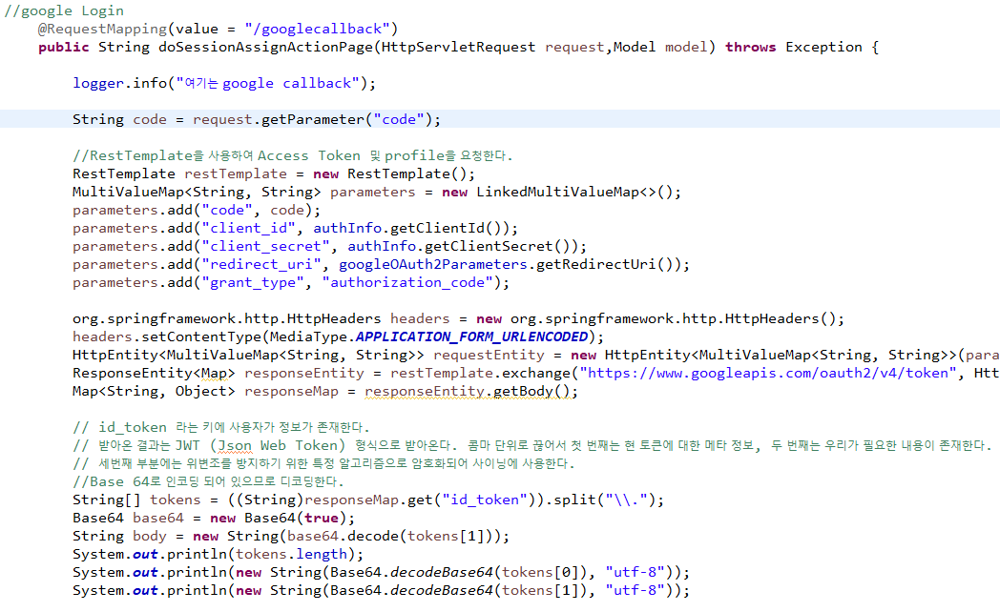 //google Login
@RequestMapping(value = "/googlecallback")
public String doSessionAssignActionPage(HttpServletRequest request,Model model) throws Exception {
logger.info("여기는 google callback");
String code = request.getParameter("code");
//RestTemplate을 사용하여 Access Token 및 profile을 요청한다.
RestTemplate restTemplate = new RestTemplate();
MultiValueMap<String, String> parameters = new LinkedMultiValueMap<>();
parameters.add("code", code);
parameters.add("client_id", authInfo.getClientId());
parameters.add("client_secret", authInfo.getClientSecret());
parameters.add("redirect_uri", googleOAuth2Parameters.getRedirectUri());
parameters.add("grant_type", "authorization_code");
org.springframework.http.HttpHeaders headers = new org.springframework.http.HttpHeaders();
headers.setContentType(MediaType.APPLICATION_FORM_URLENCODED);
HttpEntity<MultiValueMap<String, String>> requestEntity = new HttpEntity<MultiValueMap<String, String>>(para
ResponseEntity<Map> responseEntity = restTemplate.exchange("https://www.googleapis.com/oauth2/v4/token", Htt
Map<String, Object> responseMap = responseEntity.getBody();
// id_token 라는 키에 사용자가 정보가 존재한다.
// 받아온 결과는 JWT (Json Web Token) 형식으로 받아온다. 콤마 단위로 끊어서 첫 번째는 현 토큰에 대한 메타 정보, 두 번째는 우리가 필요한 내용이 존재한다.
// 세번째 부분에는 위변조를 방지하기 위한 특정 알고리즘으로 암호화되어 사이닝에 사용한다.
//Base 64로 인코딩 되어 있으므로 디코딩한다.
String[] tokens = ((String)responseMap.get("id_token")).split("\\.");
Base64 base64 = new Base64(true);
String body = new String(base64.decode(tokens[1]));
System.out.println(tokens.length);
System.out.println(new String(Base64.decodeBase64(tokens[0]), "utf-8"));
System.out.println(new String(Base64.decodeBase64(tokens[1]), "utf-8"));